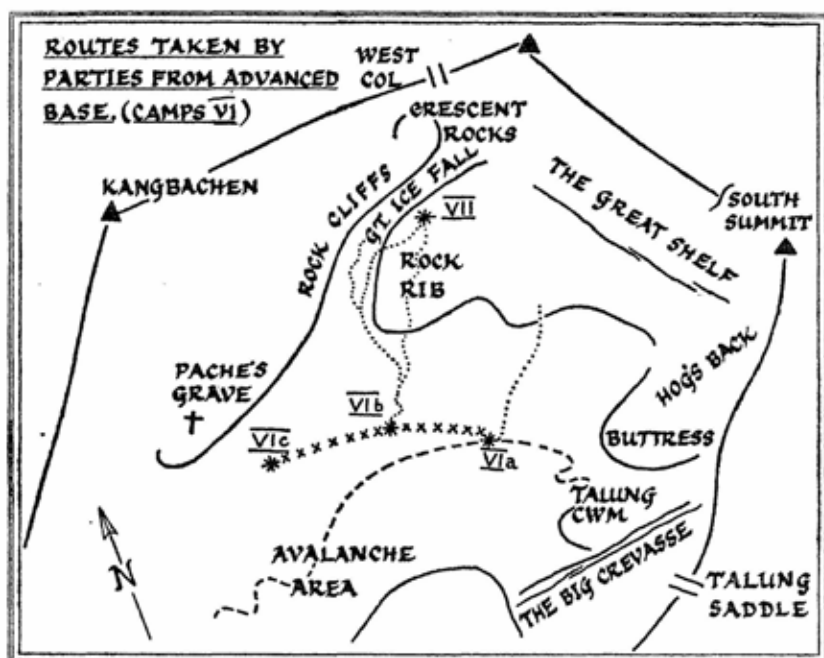 ROUTES TAKEN BY
PARTIES FROM ADVANCED
BASE, (CAMPS VI)
WEST
COL
CRESCENT
ROCKS
KANGBACHEN
ROCK CLIFFS
GT. ICE FALL
VII
ROCK
RIB
THE GREAT SHELF
SOUTH
SUMMIT
PACHE'S
GRAVE
HOG'S BACK
BUTTRESS
VIb
VIc
VIa
TALUNG
CWM
AVALANCHE
AREA
THE BIG CREVASSE
TALUNG
SADDLE
N